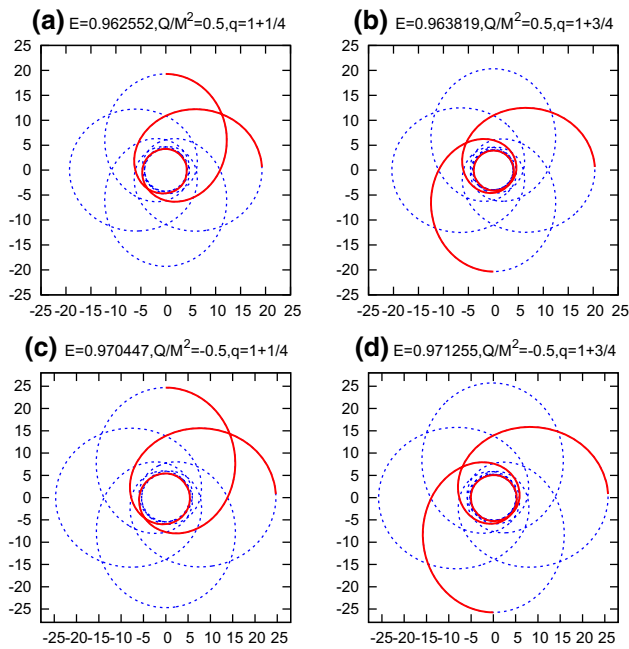 (a) E=0.962552,Q/M²=0.5,q=1+1/4
(b) E=0.963819,Q/M²=0.5,q=1+3/4
25 25
20 20
15 15
10 10
5 5
0 0
-5 -5
-10 -10
-15 -15
-20 -20
-25 -25
-25 -20 -15 -10 -5 0 5 10 15 20 25
-25 -20 -15 -10 -5 0 5 10 15 20 25
(c) E=0.970447,Q/M²=-0.5,q=1+1/4
(d) E=0.971255,Q/M²=-0.5,q=1+3/4
25 25
20 20
15 15
10 10
5 5
0 0
-5 -5
-10 -10
-15 -15
-20 -20
-25 -25
-25 -20 -15 -10 -5 0 5 10 15 20 25
-25 -20 -15 -10 -5 0 5 10 15 20 25